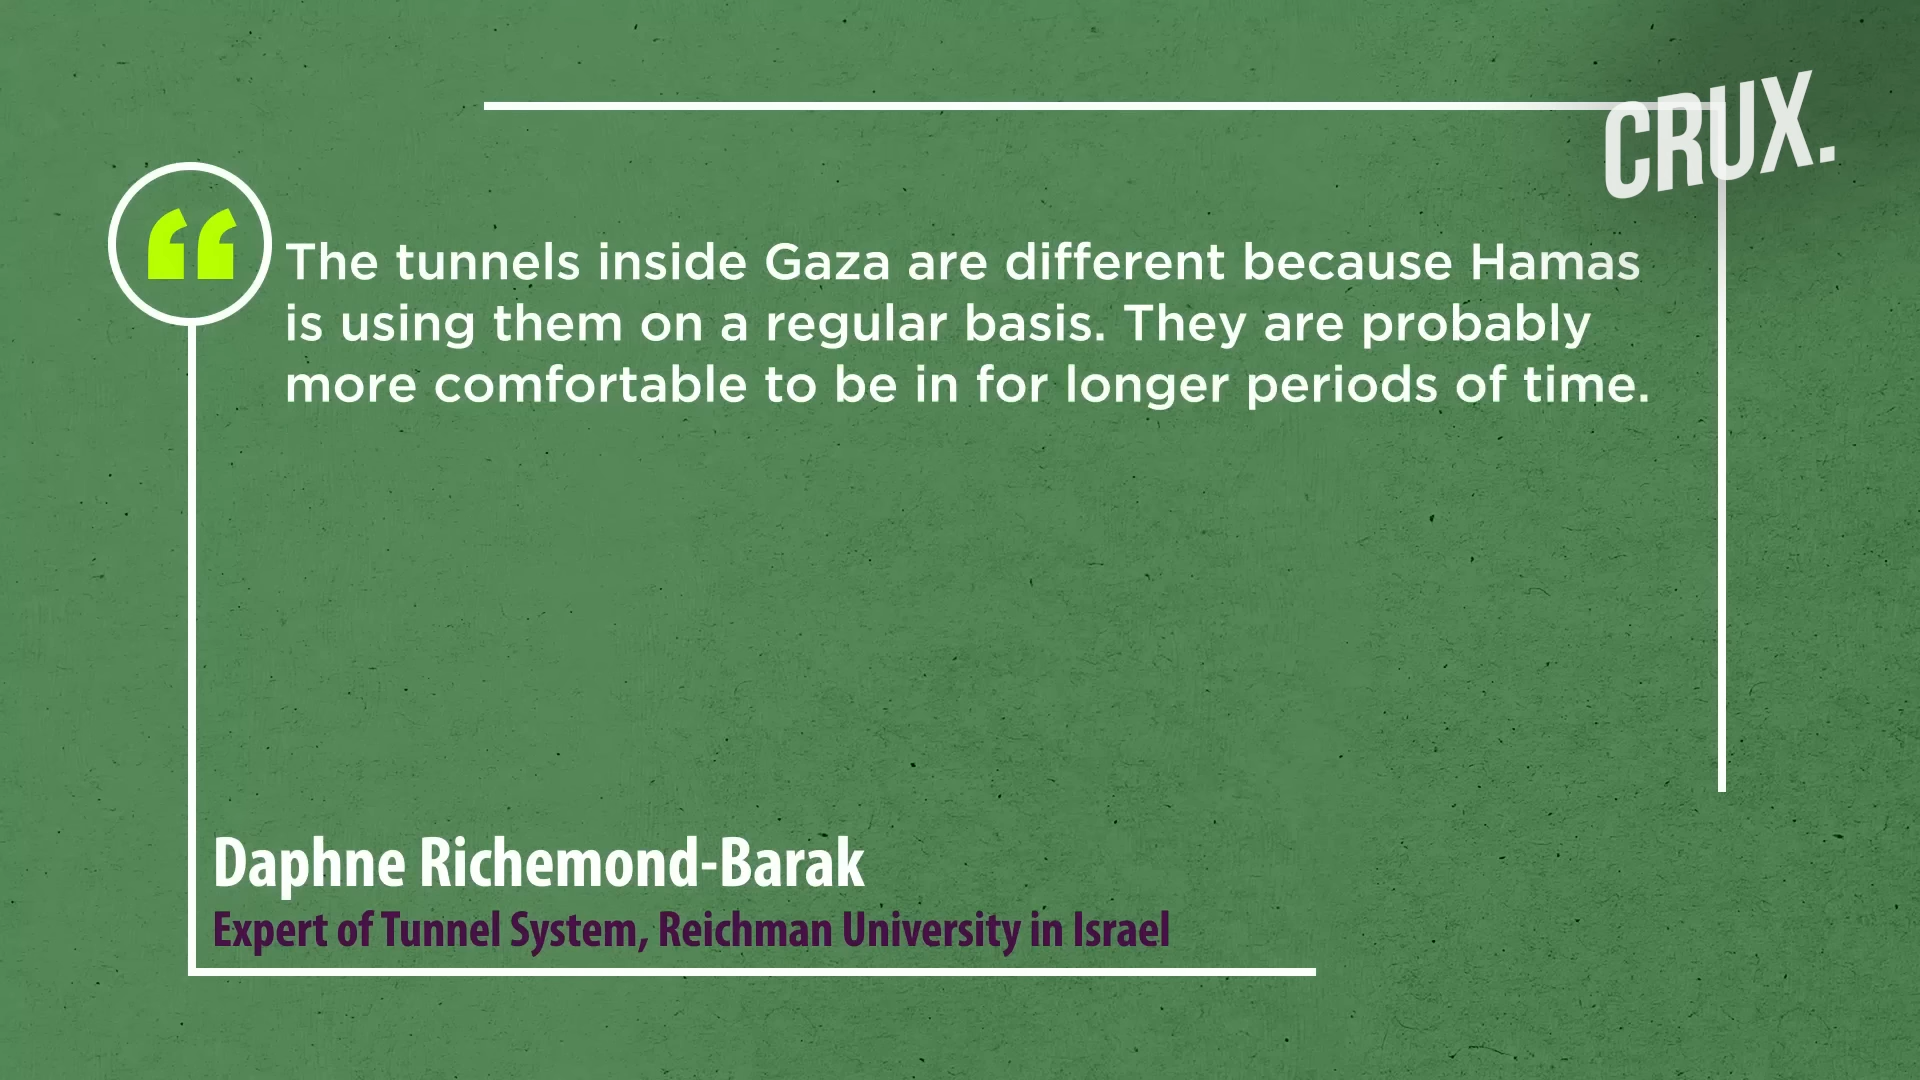 CRUX.
“
The tunnels inside Gaza are different because Hamas
is using them on a regular basis. They are probably
more comfortable to be in for longer periods of time.
Daphne Richemond-Barak
Expert of Tunnel System, Reichman University in Israel